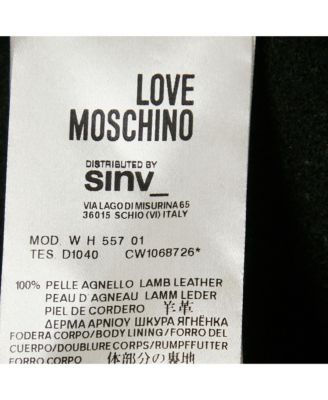 LOVE
MOSCHINO
DISTRIBUTED BY
sinv_
VIA LAGO DI MISURINA 65
36015 SCHIO (VI) ITALY
MOD. W H 557 01
TES. D1040 CW1068726*
100% PELLE AGNELLO LAMB LEATHER
PEAU D'AGNEAU LAMM LEDER
PIEL DE CORDERO 羊革
ΔΕΡΜΑ ΑΡΝΙΟΥ ШКУРА ЯГНЁНКА
FODERA CORPO/BODY LINING/FORRO DEL
CUERPO/DOUBLURE CORPS/RUMPFFUTTER
FORRO CORPO 体部分の裏地